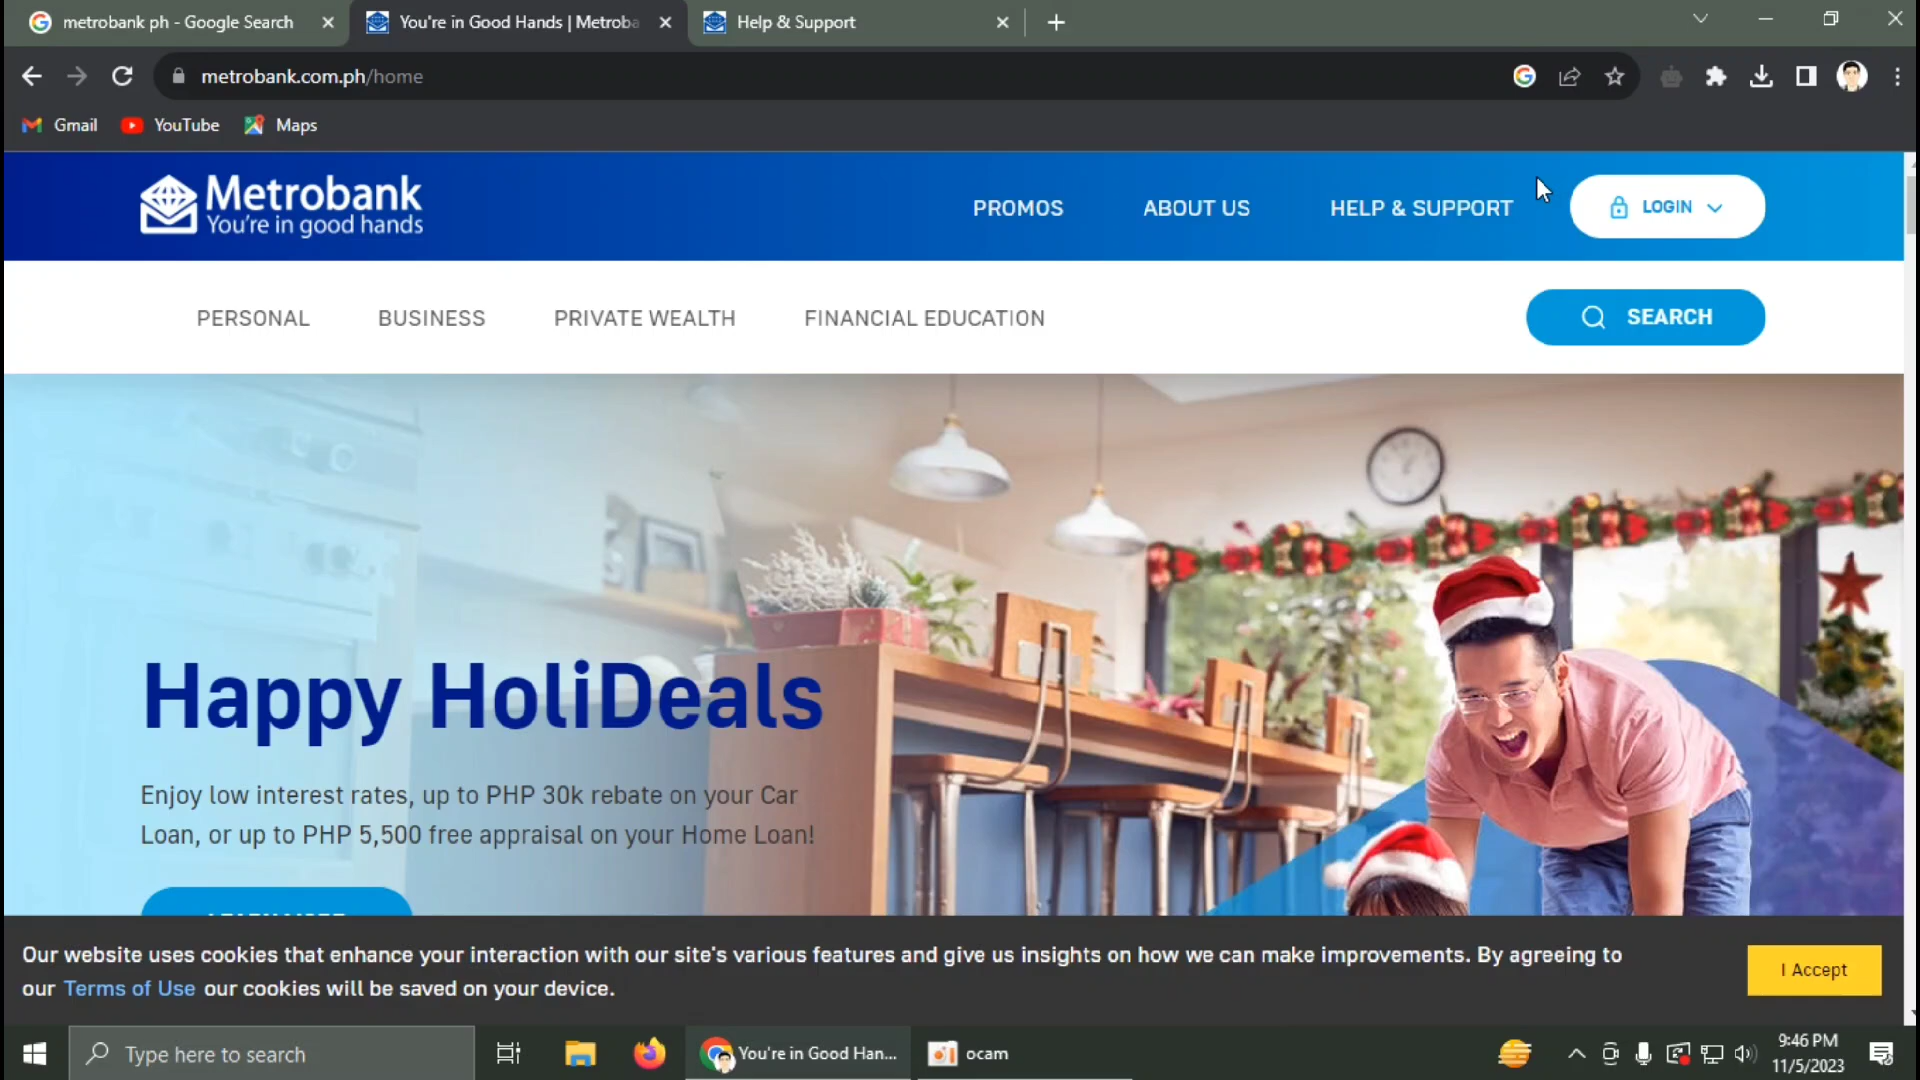 metrobank ph - Google Search
You're in Good Hands | Metroba
Help & Support
metrobank.com.ph/home
Gmail
YouTube
Maps
Metrobank
You're in good hands
PROMOS
ABOUT US
HELP & SUPPORT
LOGIN
PERSONAL
BUSINESS
PRIVATE WEALTH
FINANCIAL EDUCATION
SEARCH
Happy HoliDeals
Enjoy low interest rates, up to PHP 30k rebate on your Car
Loan, or up to PHP 5,500 free appraisal on your Home Loan!
Our website uses cookies that enhance your interaction with our site's various features and give us insights on how we can make improvements. By agreeing to
our Terms of Use our cookies will be saved on your device.
I Accept
Type here to search
You're in Good Han...
ocam
9:46 PM
11/5/2023